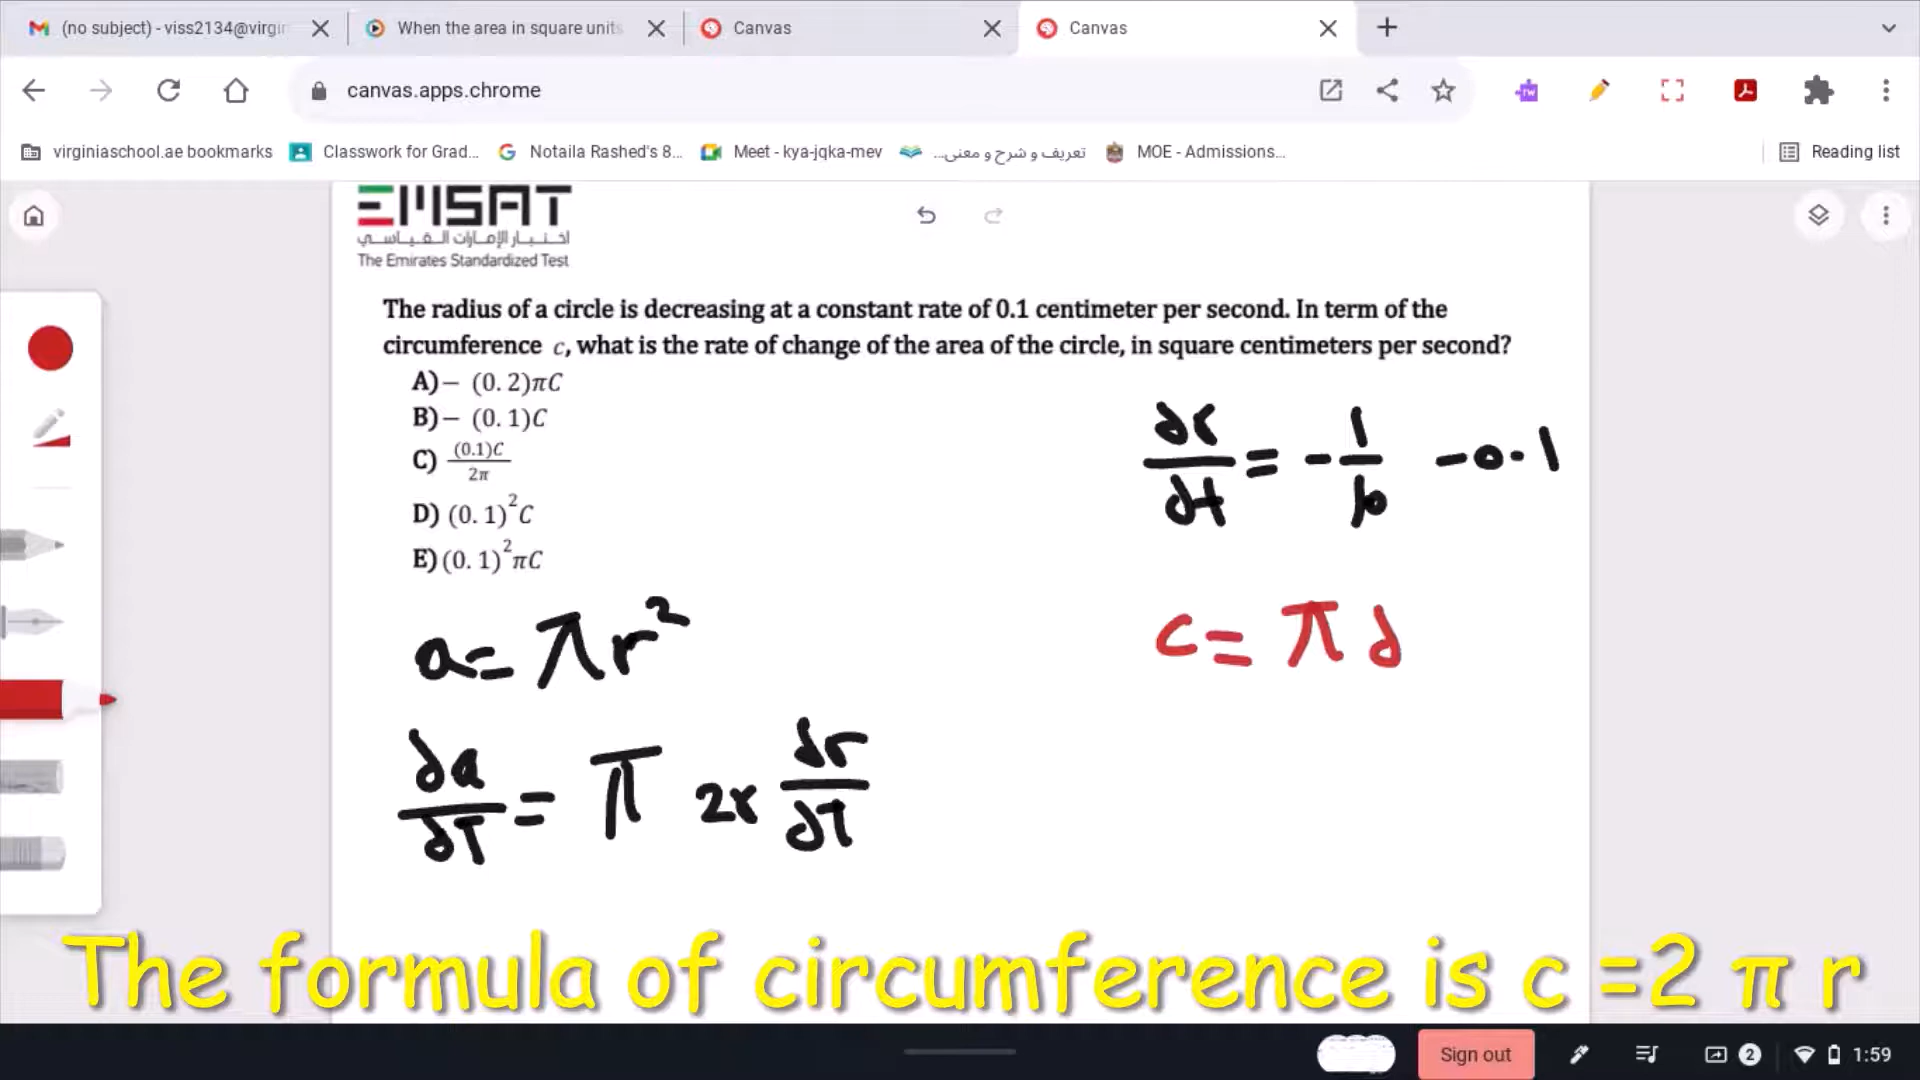 (no subject) - viss2134@virgin
When the area in square units
Canvas
Canvas
canvas.apps.chrome
virginiaschool.ae bookmarks
Classwork for Grad...
Notaila Rashed's 8...
Meet - kya-jqka-mev
تعریف و شرح و معنی...
MOE - Admissions...
Reading list
EMSAT
اختبار الإمارات القياسي
The Emirates Standardized Test
The radius of a circle is decreasing at a constant rate of 0.1 centimeter per second. In term of the
circumference c, what is the rate of change of the area of the circle, in square centimeters per second?
A) − (0.2)πC
B) − (0.1)C
C) (0.1)C / 2π
D) (0.1)²C
E) (0.1)²πC
dr/dt = - 1/10 -0.1
a = πr²
c = πd
da/dT = π 2r dr/dT
The formula of circumference is c =2 π r
Sign out
2
1:59